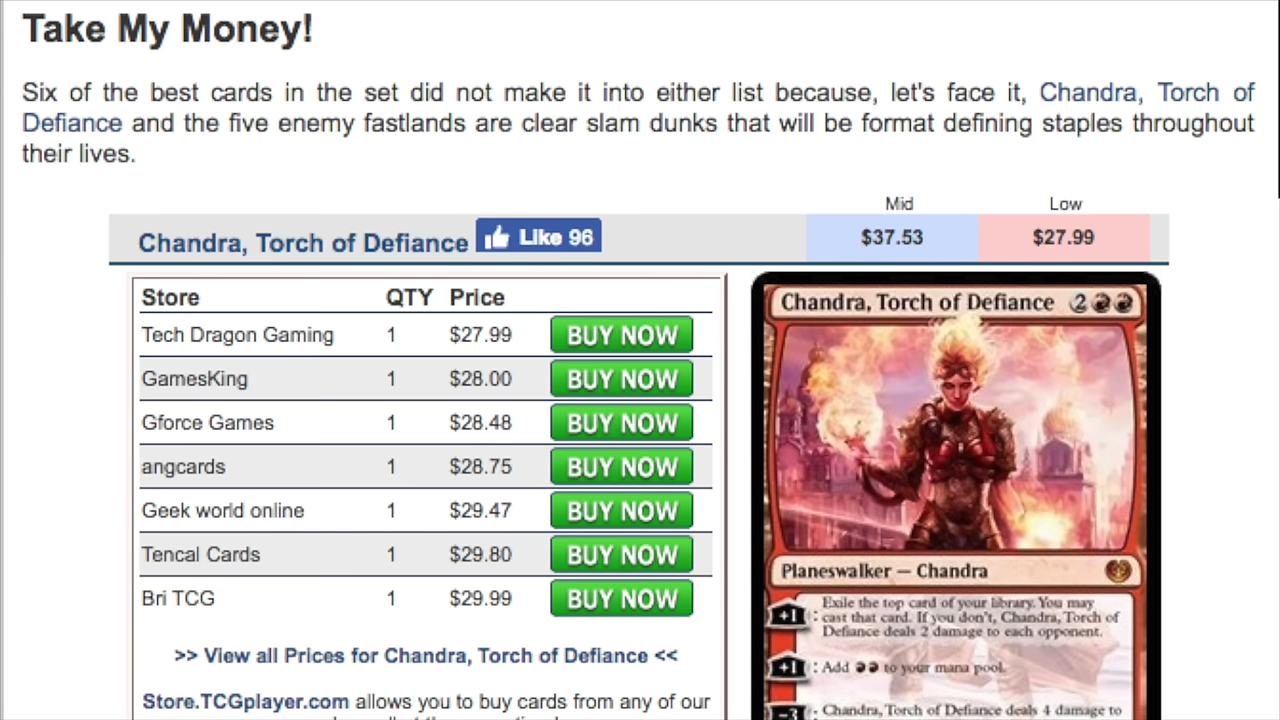 Take My Money!
Six of the best cards in the set did not make it into either list because, let's face it, Chandra, Torch of
Defiance and the five enemy fastlands are clear slam dunks that will be format defining staples throughout
their lives.
Mid Low
Chandra, Torch of Defiance Like 96 $37.53 $27.99
Store QTY Price
Tech Dragon Gaming 1 $27.99 BUY NOW
GamesKing 1 $28.00 BUY NOW
Gforce Games 1 $28.48 BUY NOW
angcards 1 $28.75 BUY NOW
Geek world online 1 $29.47 BUY NOW
Tencal Cards 1 $29.80 BUY NOW
Bri TCG 1 $29.99 BUY NOW
>> View all Prices for Chandra, Torch of Defiance <<
Store.TCGplayer.com allows you to buy cards from any of our
Chandra, Torch of Defiance 2
Planeswalker — Chandra
+1: Exile the top card of your library. You may
cast that card. If you don't, Chandra, Torch of
Defiance deals 2 damage to each opponent.
+1: Add to your mana pool.
-3: Chandra, Torch of Defiance deals 4 damage to